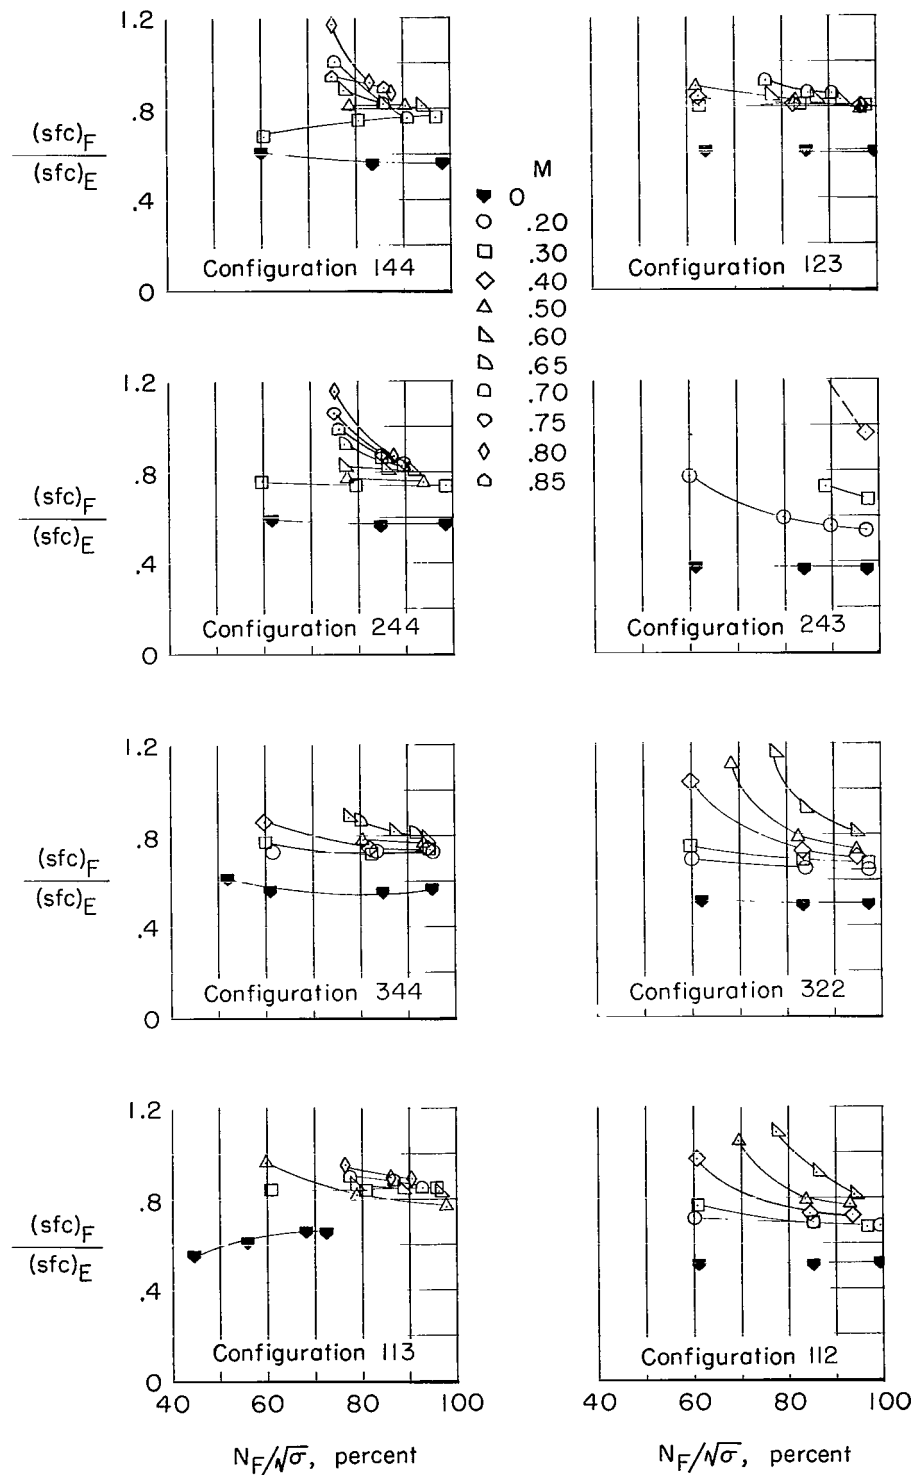 1.2
.8
(sfc)F
(sfc)E
.4
0
Configuration 144
M
0
.20
.30
.40
.50
.60
.65
.70
.75
.80
.85
Configuration 123
1.2
.8
(sfc)F
(sfc)E
.4
0
Configuration 244
Configuration 243
1.2
.8
(sfc)F
(sfc)E
.4
0
Configuration 344
Configuration 322
1.2
.8
(sfc)F
(sfc)E
.4
0
Configuration 113
40 60 80 100
NF/√σ, percent
Configuration 112
40 60 80 100
NF/√σ, percent